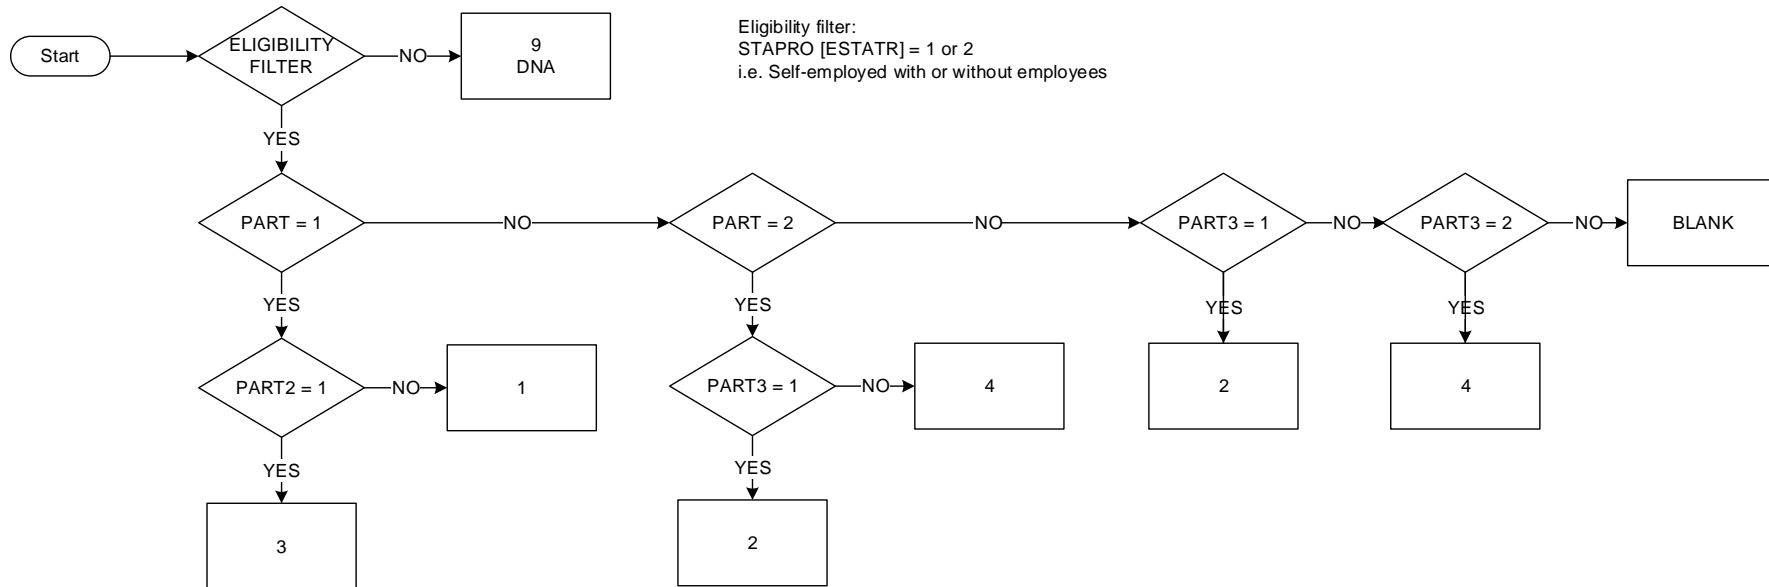 Eligibility filter:
STAPRO [ESTATR] = 1 or 2
i.e. Self-employed with or without employees
Start
ELIGIBILITY
FILTER
NO
9
DNA
YES
PART = 1
NO
PART = 2
NO
PART3 = 1
NO
PART3 = 2
NO
BLANK
YES
YES
YES
YES
PART2 = 1
NO
1
PART3 = 1
NO
4
2
4
YES
YES
3
2